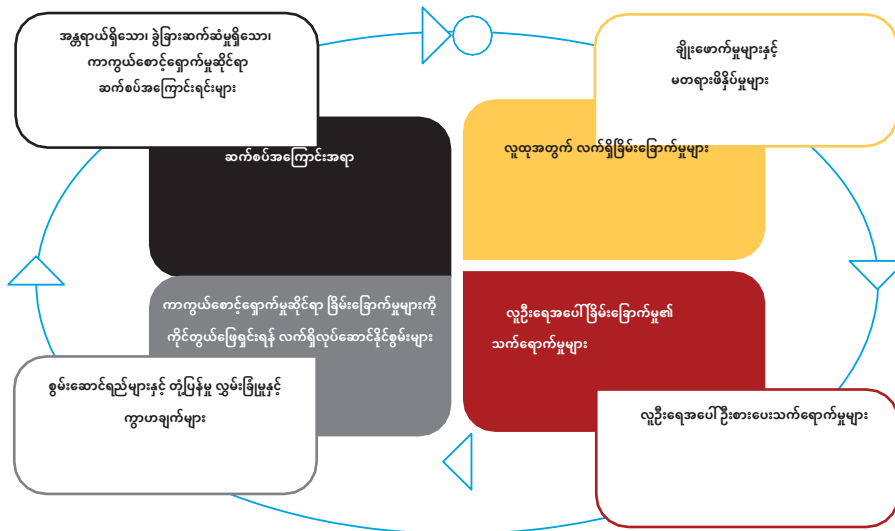 အန္တရာယ်ရှိသော၊ ခွဲခြားဆက်ဆံမှုရှိသော၊
ကာကွယ်စောင့်ရှောက်မှုဆိုင်ရာ
ဆက်စပ်အကြောင်းရင်းများ
ဆက်စပ်အကြောင်းအရာ
ချိုးဖောက်မှုများနှင့်
မတရားဖိနှိပ်မှုများ
လူထုအတွက် လက်ရှိခြိမ်းခြောက်မှုများ
ကာကွယ်စောင့်ရှောက်မှုဆိုင်ရာ ခြိမ်းခြောက်မှုများကို
ကိုင်တွယ်ဖြေရှင်းရန် လက်ရှိလုပ်ဆောင်နိုင်စွမ်းများ
စွမ်းဆောင်ရည်များနှင့် တုံ့ပြန်မှု လွှမ်းခြုံမှုနှင့်
ကွာဟချက်များ
လူဦးရေအပေါ် ခြိမ်းခြောက်မှု၏
သက်ရောက်မှုများ
လူဦးရေအပေါ် ဦးစားပေးသက်ရောက်မှုများ